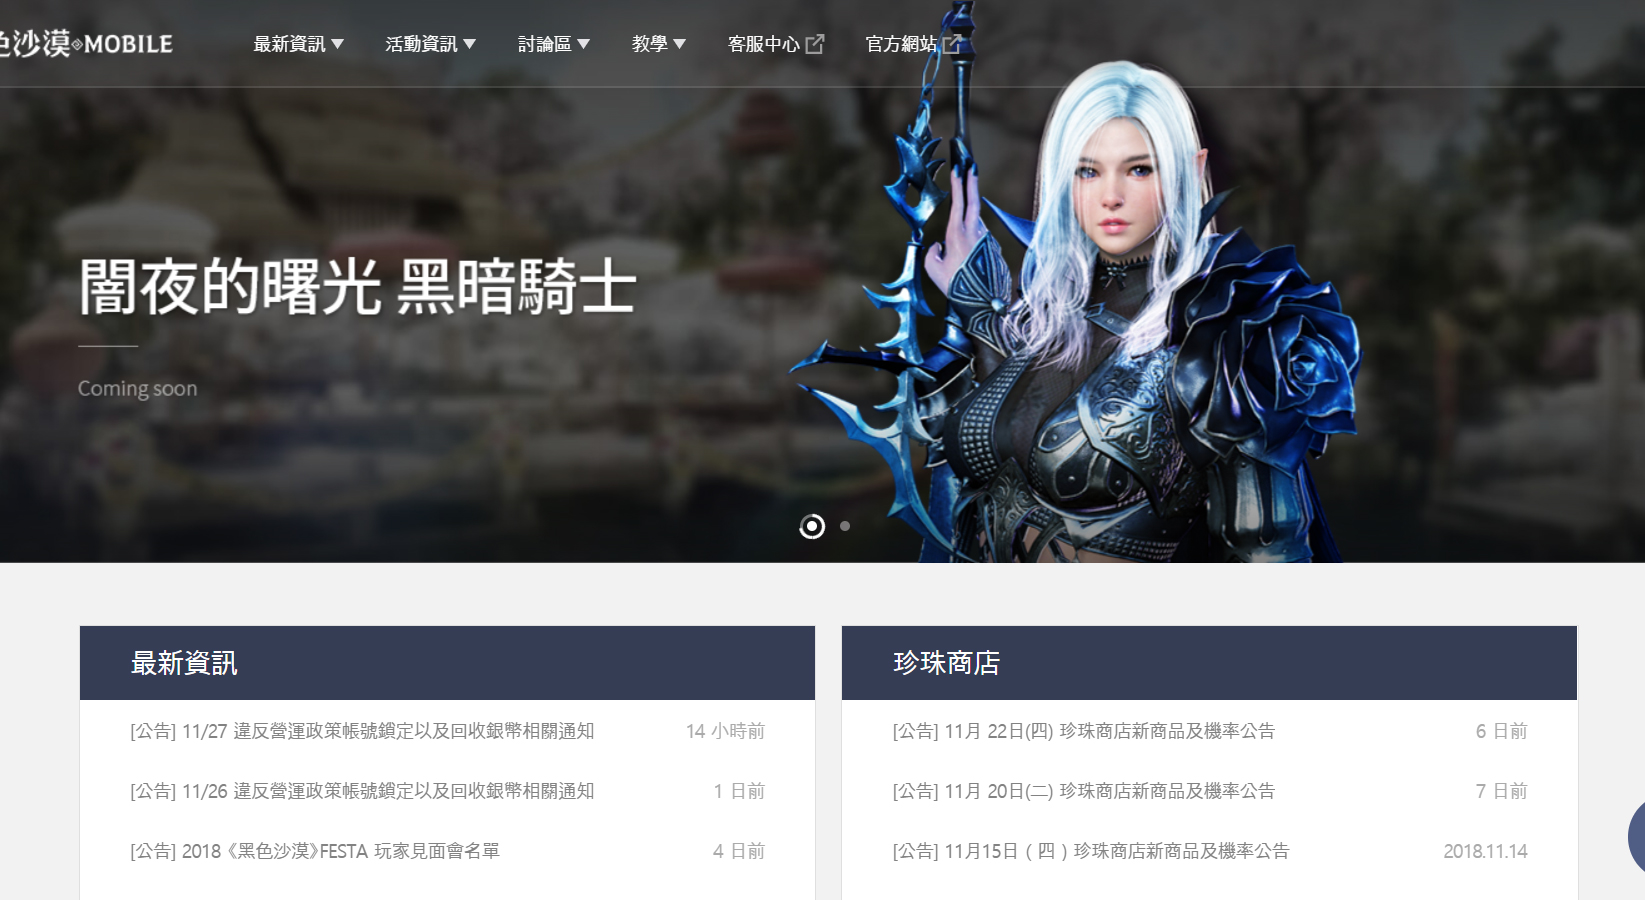 色沙漠 MOBILE
最新資訊 活動資訊 討論區 教學 客服中心 官方網站
闇夜的曙光 黑暗騎士
Coming soon
最新資訊
[公告] 11/27 違反營運政策帳號鎖定以及回收銀幣相關通知 14 小時前
[公告] 11/26 違反營運政策帳號鎖定以及回收銀幣相關通知 1 日前
[公告] 2018《黑色沙漠》FESTA 玩家見面會名單 4 日前
珍珠商店
[公告] 11月 22日(四) 珍珠商店新商品及機率公告 6 日前
[公告] 11月 20日(二) 珍珠商店新商品及機率公告 7 日前
[公告] 11月15日（四）珍珠商店新商品及機率公告 2018.11.14